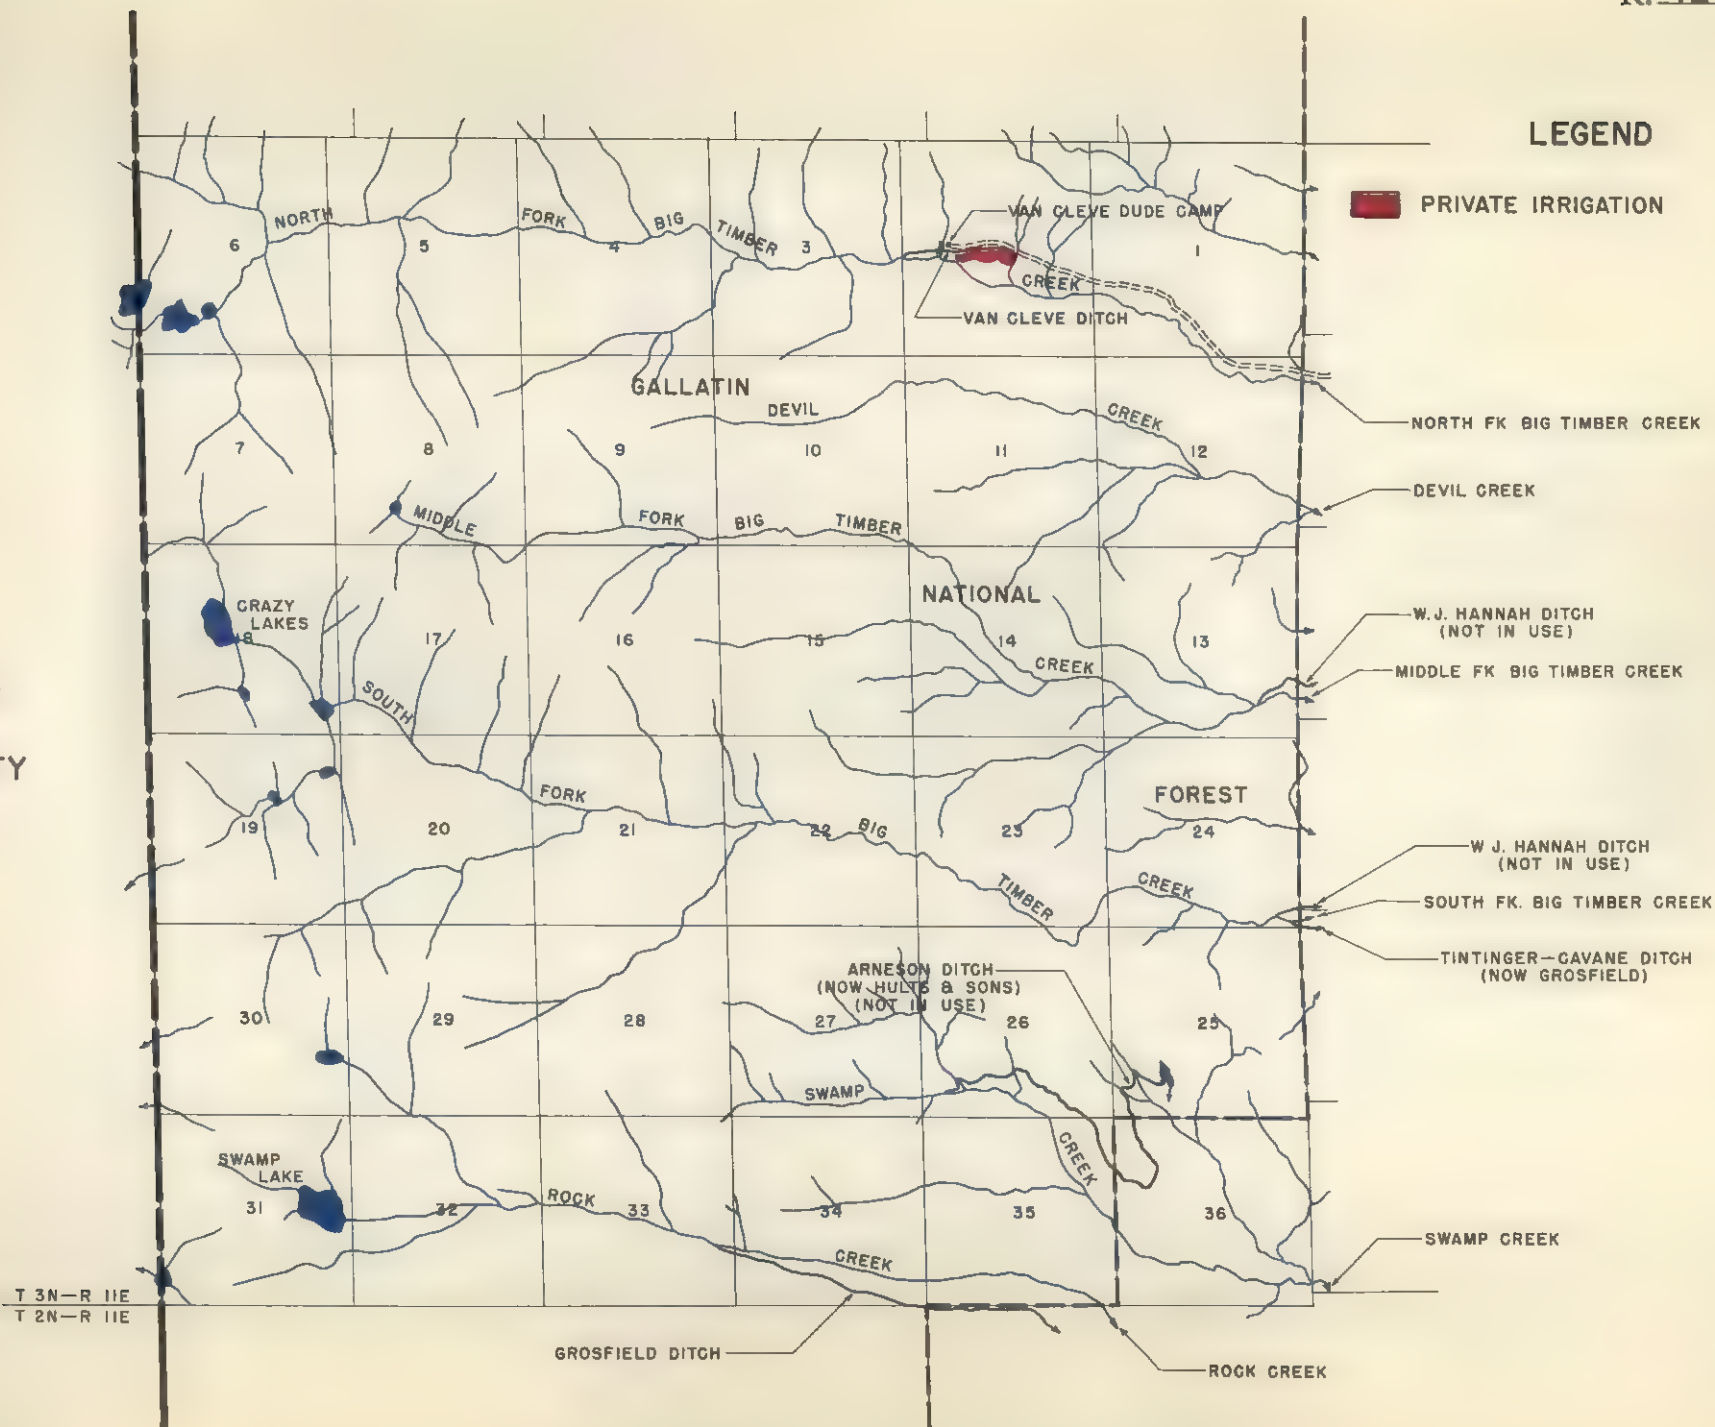 LEGEND
PRIVATE IRRIGATION
VAN CLEVE DUDE CAMP
NORTH FORK BIG TIMBER CREEK
6 5 4 3 1
VAN CLEVE DITCH
GALLATIN
DEVIL CREEK
NORTH FK BIG TIMBER CREEK
7 8 9 10 11 12
DEVIL CREEK
MIDDLE FORK BIG TIMBER CREEK
NATIONAL
CRAZY
LAKES
18 17 16 15 14 13
W.J. HANNAH DITCH
(NOT IN USE)
MIDDLE FK BIG TIMBER CREEK
SOUTH FORK BIG TIMBER CREEK
TY
FOREST
19 20 21 22 23 24
W J. HANNAH DITCH
(NOT IN USE)
SOUTH FK. BIG TIMBER CREEK
TINTINGER-CAVANE DITCH
(NOW GROSFIELD)
ARNESON DITCH
(NOW HULTS & SONS)
(NOT IN USE)
30 29 28 27 26 25
SWAMP CREEK
SWAMP
LAKE
31 32 33 34 35 36
ROCK CREEK
SWAMP CREEK
T 3N-R 11E
T 2N-R 11E
GROSFIELD DITCH
ROCK CREEK